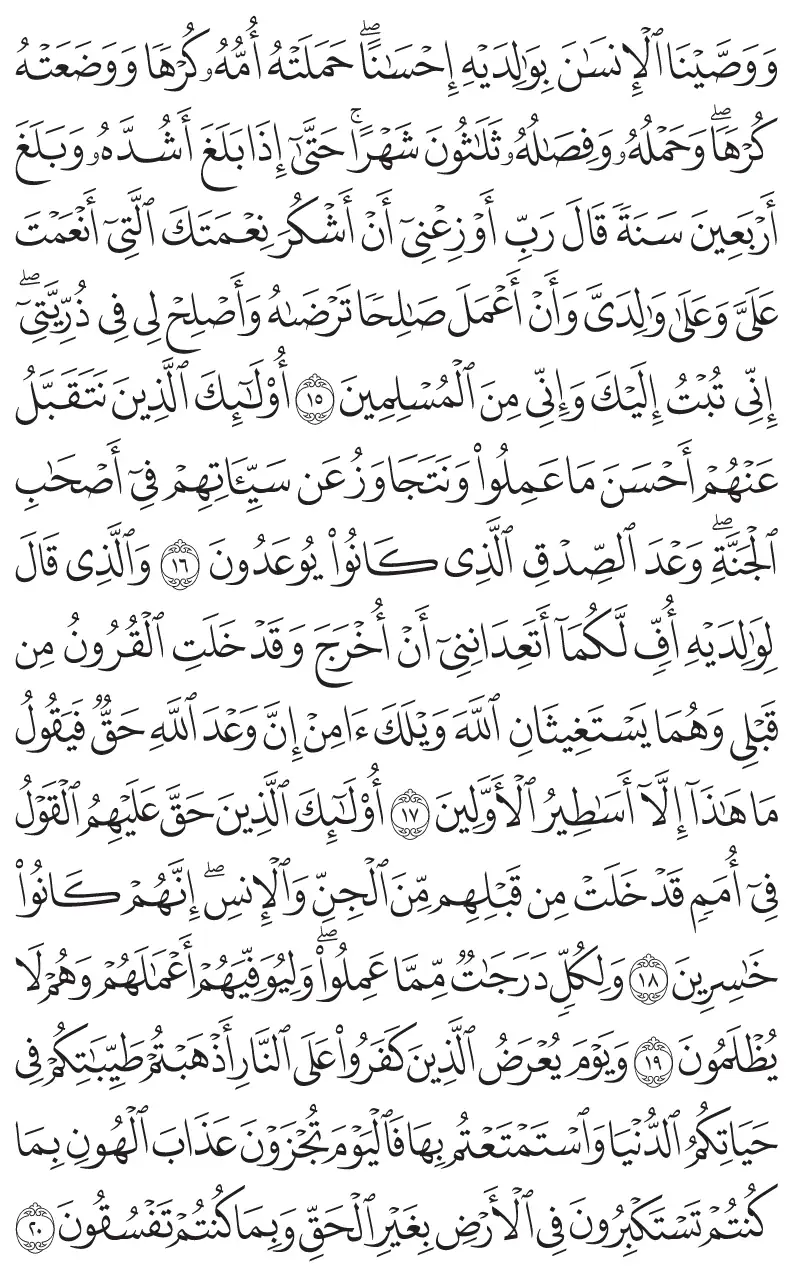 وَوَصَّيْنَا ٱلْإِنسَٰنَ بِوَٰلِدَيْهِ إِحْسَٰنًا ۖ حَمَلَتْهُ أُمُّهُۥ كُرْهًا وَوَضَعَتْهُ
كُرْهًا ۖ وَحَمْلُهُۥ وَفِصَٰلُهُۥ ثَلَٰثُونَ شَهْرًا ۚ حَتَّىٰٓ إِذَا بَلَغَ أَشُدَّهُۥ وَبَلَغَ
أَرْبَعِينَ سَنَةً قَالَ رَبِّ أَوْزِعْنِىٓ أَنْ أَشْكُرَ نِعْمَتَكَ ٱلَّتِىٓ أَنْعَمْتَ
عَلَىَّ وَعَلَىٰ وَٰلِدَىَّ وَأَنْ أَعْمَلَ صَٰلِحًا تَرْضَىٰهُ وَأَصْلِحْ لِى فِى ذُرِّيَّتِىٓ ۖ
إِنِّى تُبْتُ إِلَيْكَ وَإِنِّى مِنَ ٱلْمُسْلِمِينَ ١٥ أُو۟لَٰٓئِكَ ٱلَّذِينَ نَتَقَبَّلُ
عَنْهُمْ أَحْسَنَ مَا عَمِلُوا۟ وَنَتَجَاوَزُ عَن سَيِّـَٔاتِهِمْ فِىٓ أَصْحَٰبِ
ٱلْجَنَّةِ ۖ وَعْدَ ٱلصِّدْقِ ٱلَّذِى كَانُوا۟ يُوعَدُونَ ١٦ وَٱلَّذِى قَالَ
لِوَٰلِدَيْهِ أُفٍّ لَّكُمَآ أَتَعِدَانِنِىٓ أَنْ أُخْرَجَ وَقَدْ خَلَتِ ٱلْقُرُونُ مِن
قَبْلِى وَهُمَا يَسْتَغِيثَانِ ٱللَّهَ وَيْلَكَ ءَامِنْ إِنَّ وَعْدَ ٱللَّهِ حَقٌّ فَيَقُولُ
مَا هَٰذَآ إِلَّآ أَسَٰطِيرُ ٱلْأَوَّلِينَ ١٧ أُو۟لَٰٓئِكَ ٱلَّذِينَ حَقَّ عَلَيْهِمُ ٱلْقَوْلُ
فِىٓ أُمَمٍ قَدْ خَلَتْ مِن قَبْلِهِم مِّنَ ٱلْجِنِّ وَٱلْإِنسِ ۖ إِنَّهُمْ كَانُوا۟
خَٰسِرِينَ ١٨ وَلِكُلٍّ دَرَجَٰتٌ مِّمَّا عَمِلُوا۟ ۖ وَلِيُوَفِّيَهُمْ أَعْمَٰلَهُمْ وَهُمْ لَا
يُظْلَمُونَ ١٩ وَيَوْمَ يُعْرَضُ ٱلَّذِينَ كَفَرُوا۟ عَلَى ٱلنَّارِ أَذْهَبْتُمْ طَيِّبَٰتِكُمْ فِى
حَيَاتِكُمُ ٱلدُّنْيَا وَٱسْتَمْتَعْتُم بِهَا فَٱلْيَوْمَ تُجْزَوْنَ عَذَابَ ٱلْهُونِ بِمَا
كُنتُمْ تَسْتَكْبِرُونَ فِى ٱلْأَرْضِ بِغَيْرِ ٱلْحَقِّ وَبِمَا كُنتُمْ تَفْسُقُونَ ٢٠